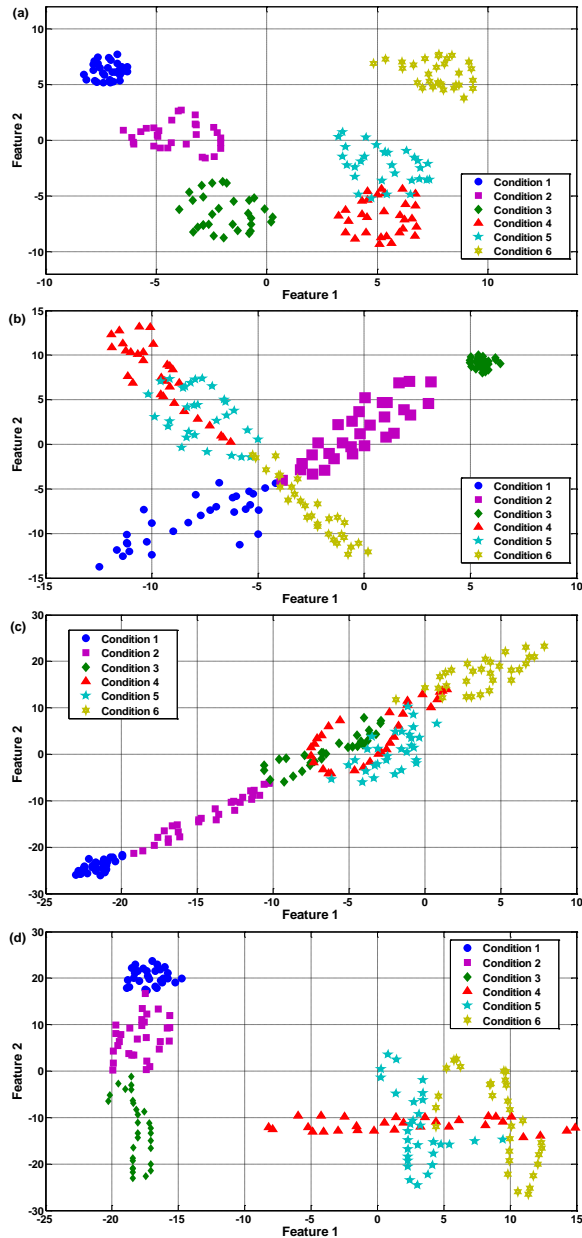 (a)
10
5
0
-5
-10
Feature 2
Condition 1
Condition 2
Condition 3
Condition 4
Condition 5
Condition 6
-10 -5 0 5 10
Feature 1
(b)
15
10
5
0
-5
-10
-15
Feature 2
Condition 1
Condition 2
Condition 3
Condition 4
Condition 5
Condition 6
-15 -10 -5 0 5 10
Feature 1
(c)
30
20
10
0
-10
-20
-30
Feature 2
Condition 1
Condition 2
Condition 3
Condition 4
Condition 5
Condition 6
-25 -20 -15 -10 -5 0 5 10
Feature 1
(d)
30
20
10
0
-10
-20
-30
Feature 2
Condition 1
Condition 2
Condition 3
Condition 4
Condition 5
Condition 6
-25 -20 -15 -10 -5 0 5 10 15
Feature 1